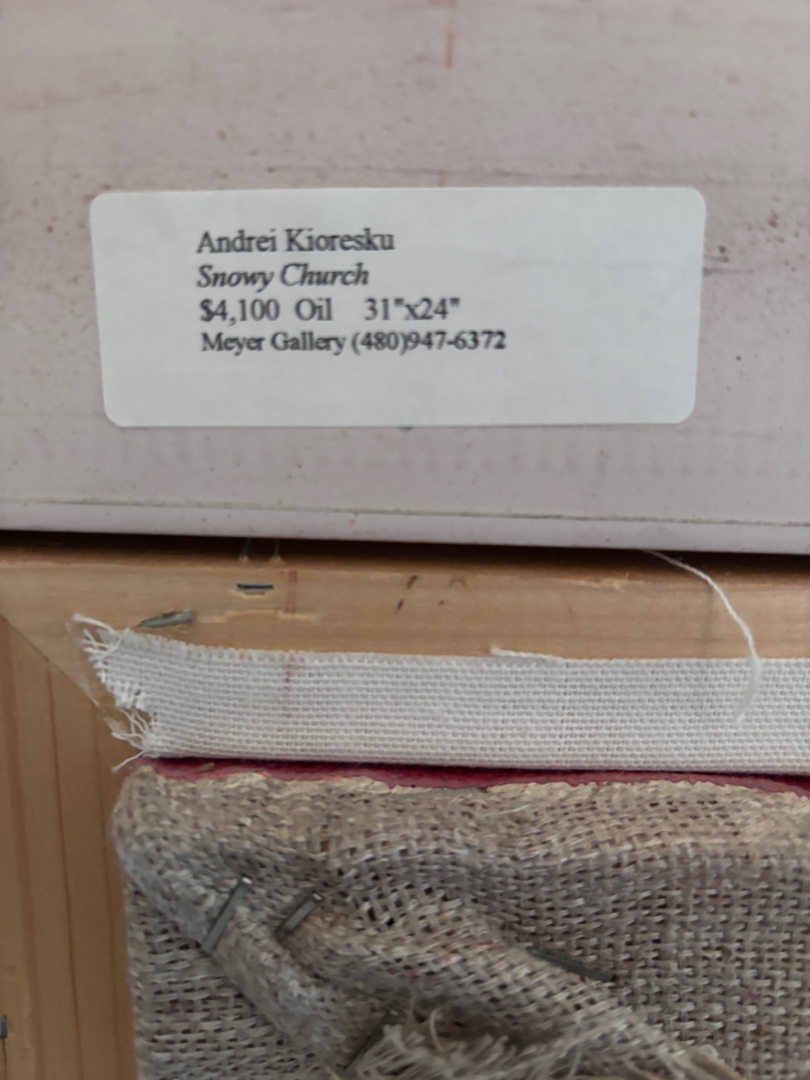 Andrei Kioresku
Snowy Church
$4,100 Oil 31"x24"
Meyer Gallery (480)947-6372